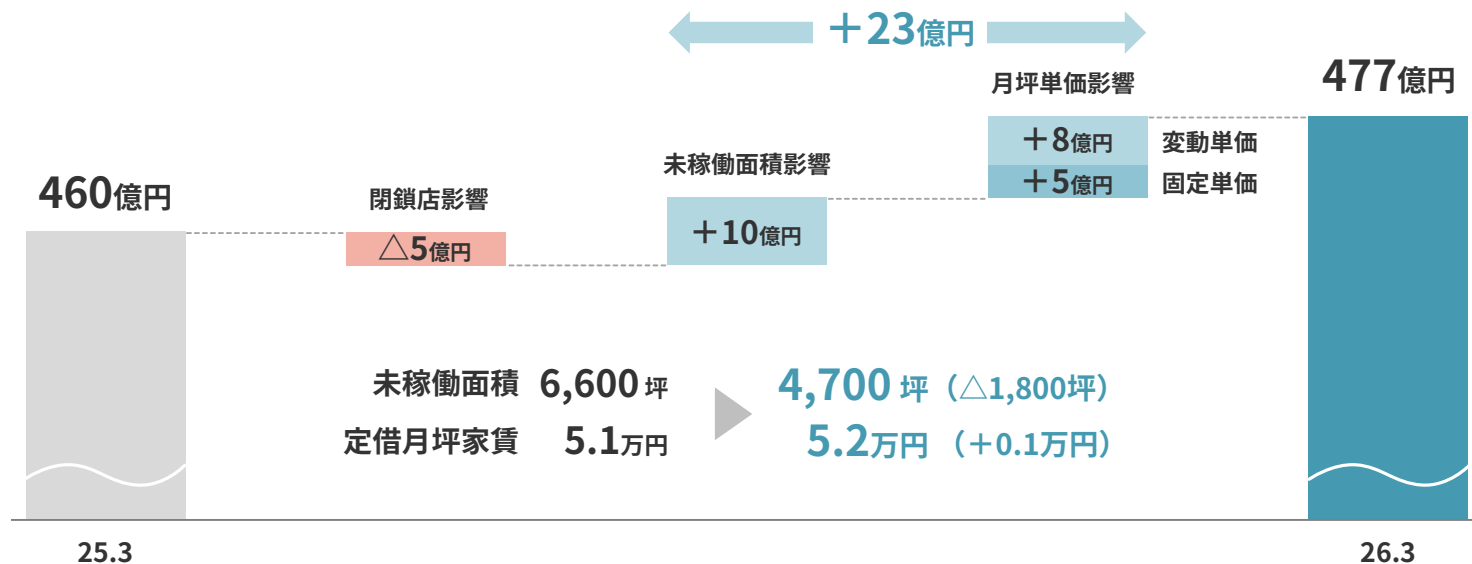 +23億円
477億円
月坪単価影響
+8億円 変動単価
+5億円 固定単価
未稼働面積影響
+10億円
460億円
閉鎖店影響
△5億円
未稼働面積 6,600坪 4,700坪（△1,800坪）
定借月坪家賃 5.1万円 5.2万円（+0.1万円）
25.3
26.3